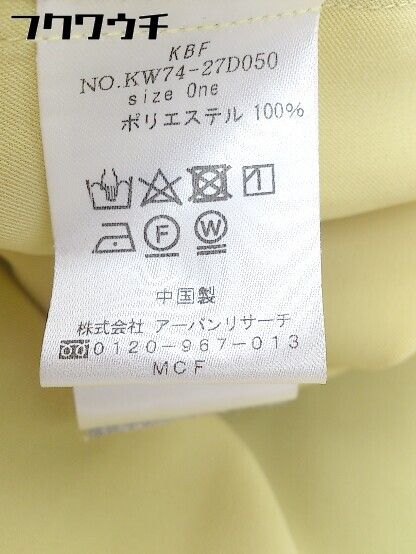 フクワウチ
KBF
NO.KW74-27D050
size One
ポリエステル 100%
中国製
株式会社 アーバンリサーチ
0120-967-013
MCF